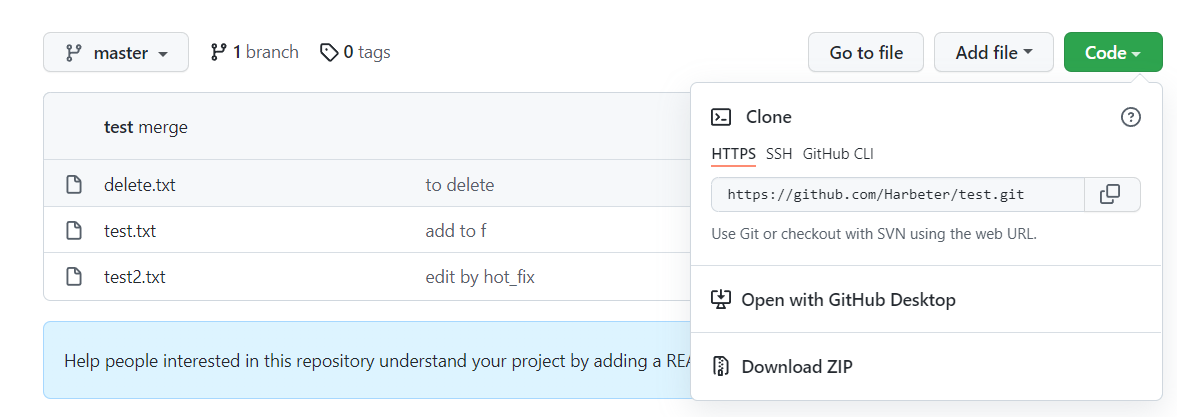 master 1 branch 0 tags Go to file Add file Code
test merge
delete.txt to delete
test.txt add to f
test2.txt edit by hot_fix
Help people interested in this repository understand your project by adding a REA
Clone
HTTPS SSH GitHub CLI
https://github.com/Harbeter/test.git
Use Git or checkout with SVN using the web URL.
Open with GitHub Desktop
Download ZIP